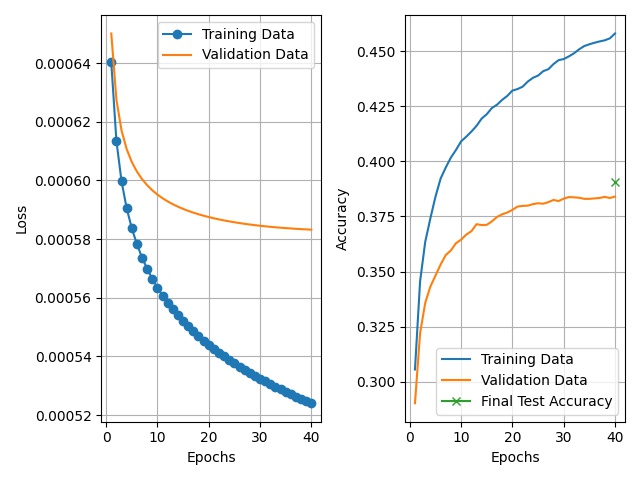 Training Data
Validation Data
0.00064
0.00062
0.00060
0.00058
0.00056
0.00054
0.00052
Loss
0 10 20 30 40
Epochs
0.450
0.425
0.400
0.375
0.350
0.325
0.300
Accuracy
Training Data
Validation Data
Final Test Accuracy
0 10 20 30 40
Epochs